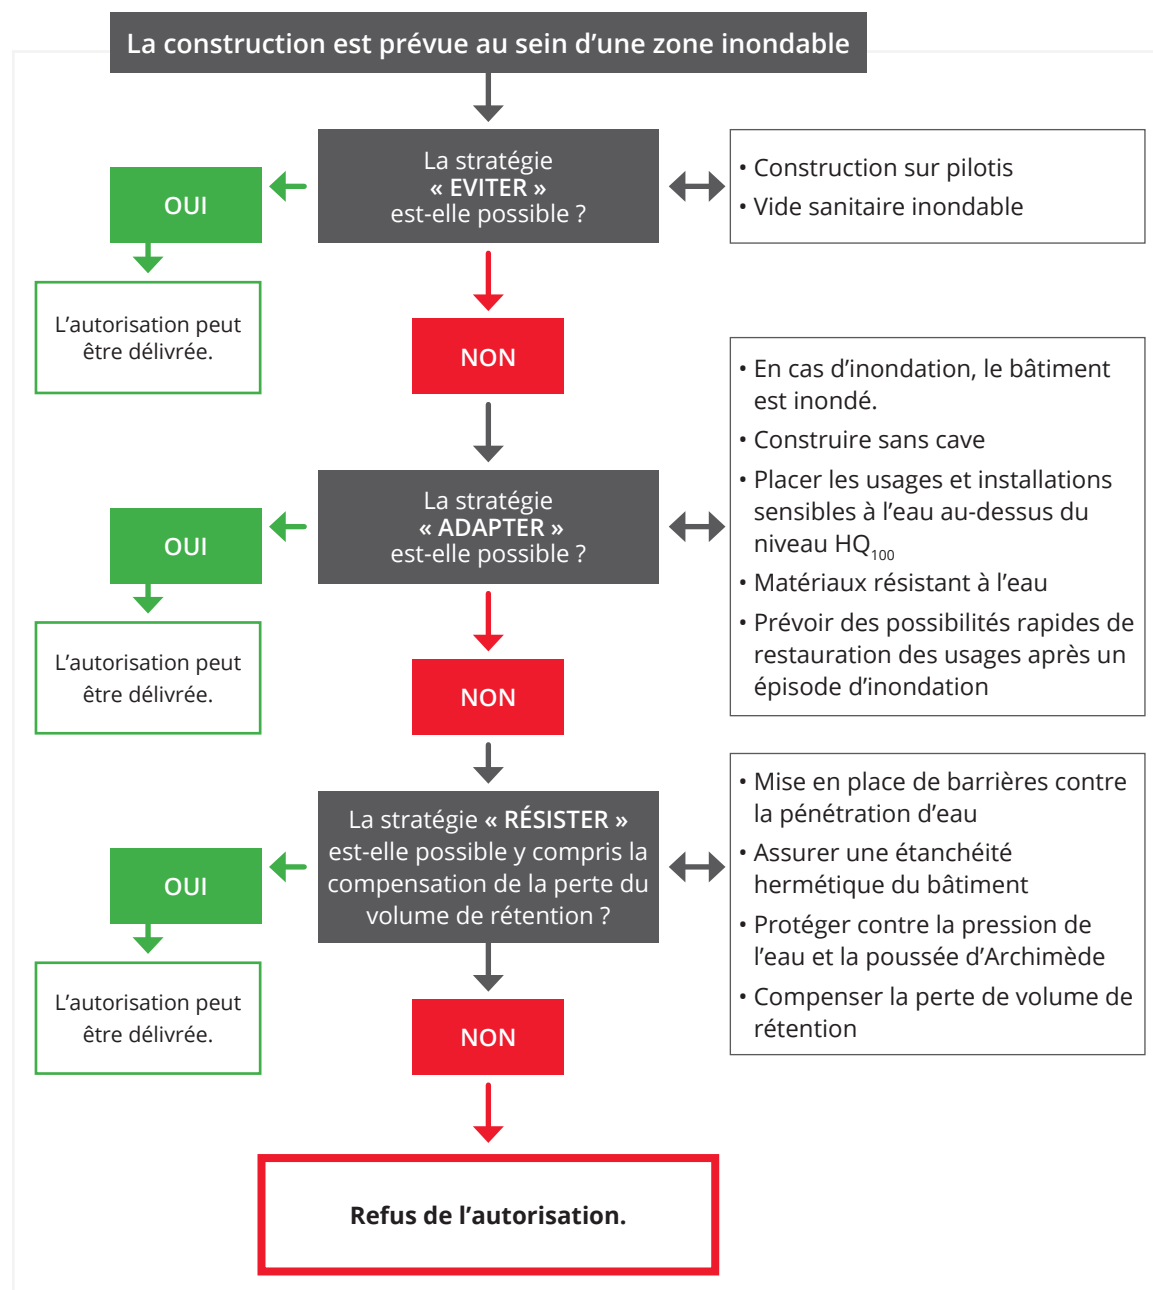 La construction est prévue au sein d’une zone inondable
La stratégie
« EVITER »
est-elle possible ?
• Construction sur pilotis
• Vide sanitaire inondable
OUI
L’autorisation peut
être délivrée.
NON
La stratégie
« ADAPTER »
est-elle possible ?
• En cas d’inondation, le bâtiment
est inondé.
• Construire sans cave
• Placer les usages et installations
sensibles à l’eau au-dessus du
niveau HQ100
• Matériaux résistant à l’eau
• Prévoir des possibilités rapides de
restauration des usages après un
épisode d’inondation
OUI
L’autorisation peut
être délivrée.
NON
La stratégie « RÉSISTER »
est-elle possible y compris la
compensation de la perte du
volume de rétention ?
• Mise en place de barrières contre
la pénétration d’eau
• Assurer une étanchéité
hermétique du bâtiment
• Protéger contre la pression de
l’eau et la poussée d’Archimède
• Compenser la perte de volume de
rétention
OUI
L’autorisation peut
être délivrée.
NON
Refus de l’autorisation.